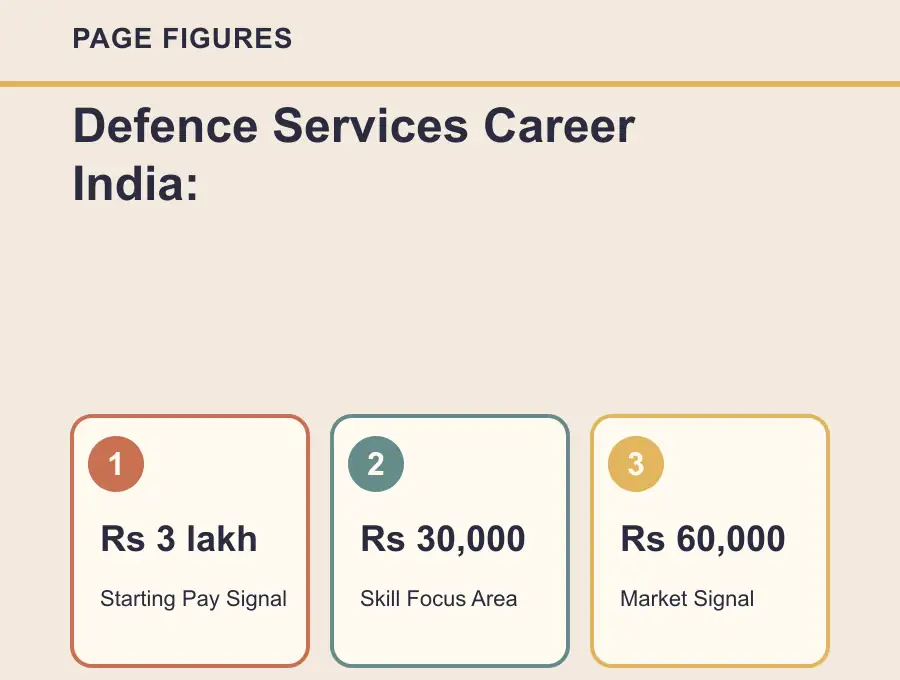 PAGE FIGURES
Defence Services Career
India:
1
Rs 3 lakh
Starting Pay Signal
2
Rs 30,000
Skill Focus Area
3
Rs 60,000
Market Signal